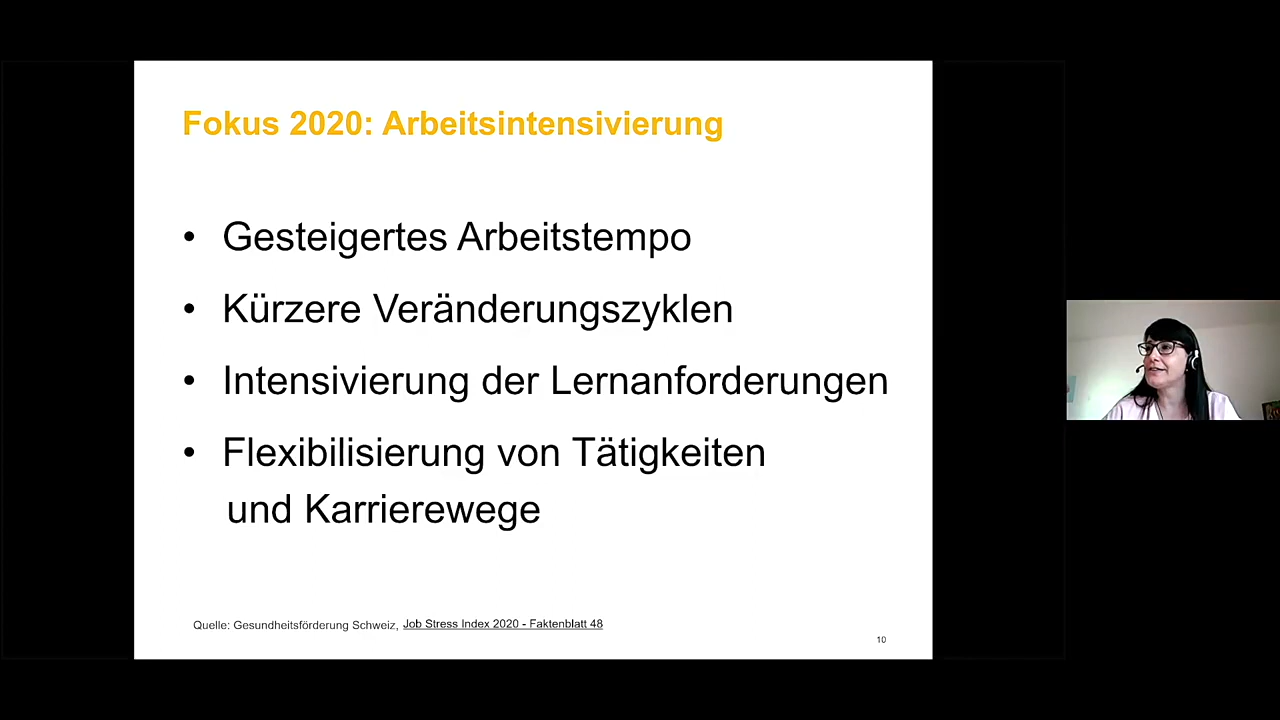 Fokus 2020: Arbeitsintensivierung
• Gesteigertes Arbeitstempo
• Kürzere Veränderungszyklen
• Intensivierung der Lernanforderungen
• Flexibilisierung von Tätigkeiten
und Karrierewege
Quelle: Gesundheitsförderung Schweiz, Job Stress Index 2020 - Faktenblatt 48
10